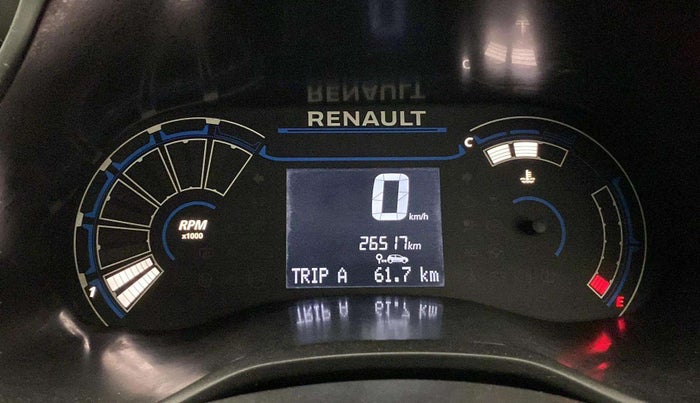 RENAULT
C
0 km/h
RPM
x1000
26517km
1
TRIP A 61.7 km
E